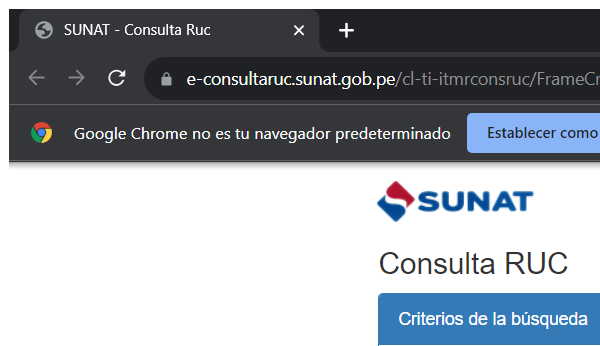 SUNAT - Consulta Ruc
e-consultaruc.sunat.gob.pe/cl-ti-itmrconsruc/FrameCr
Google Chrome no es tu navegador predeterminado
Establecer como
SUNAT
Consulta RUC
Criterios de la búsqueda